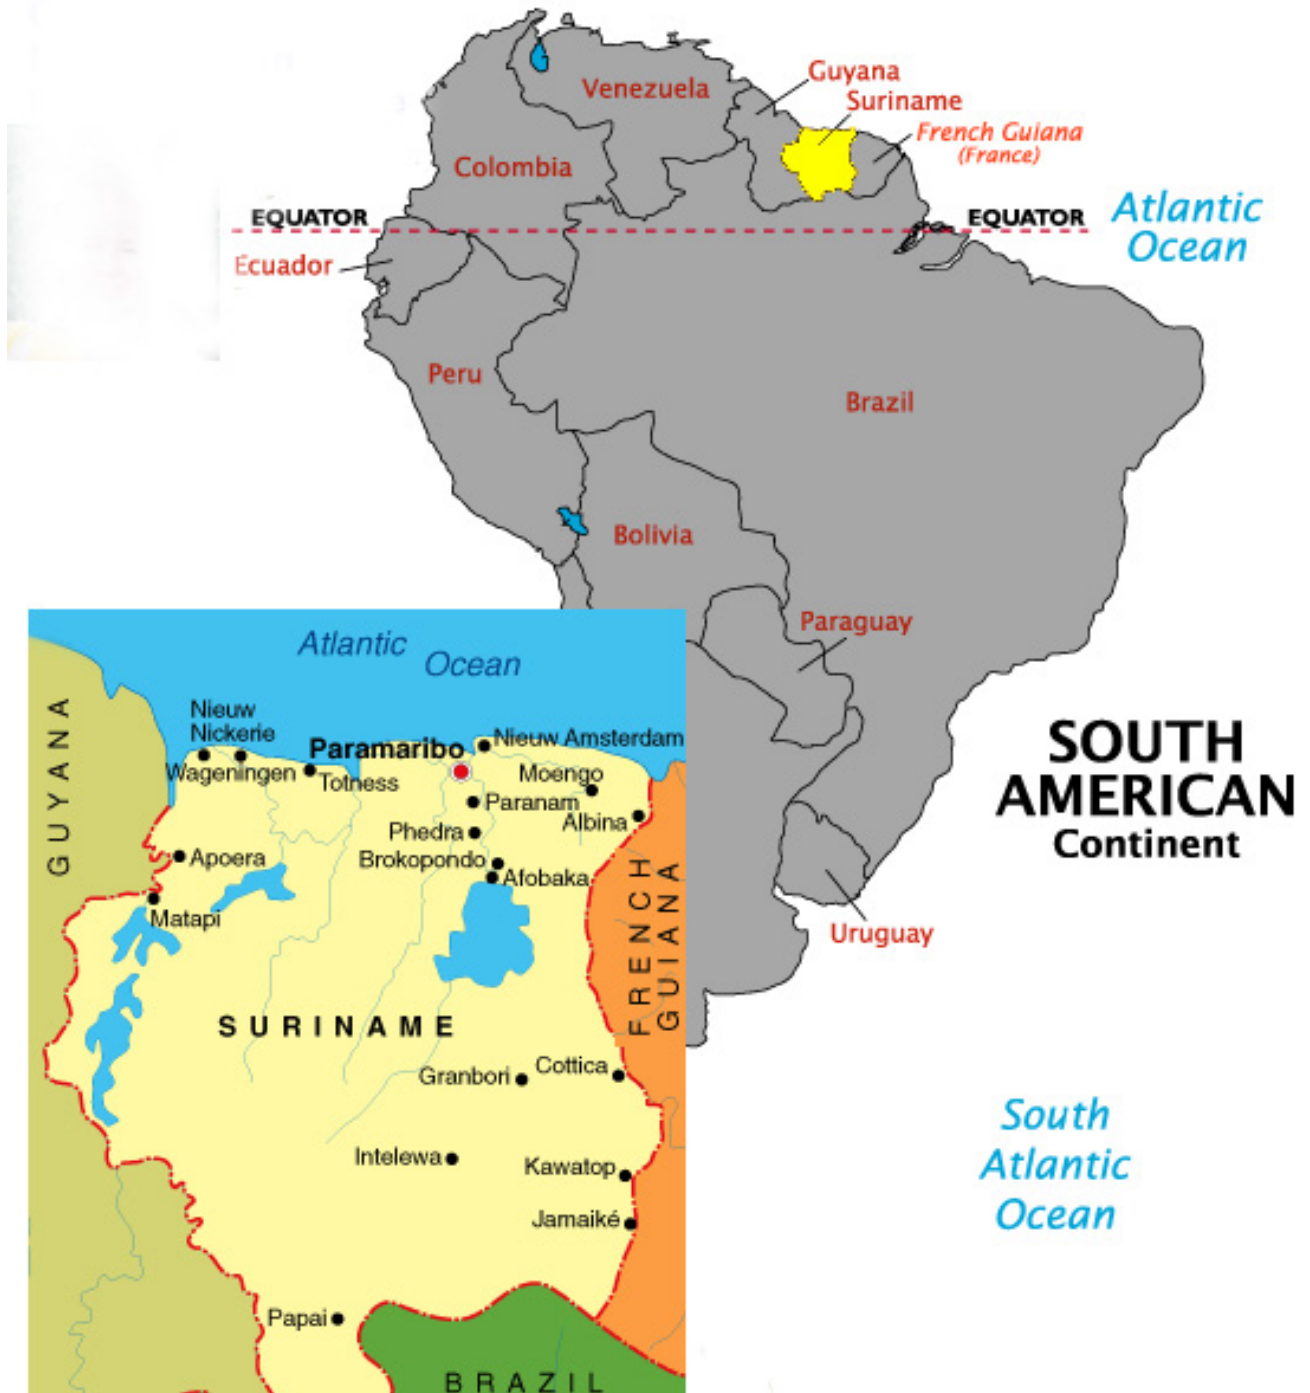 Guyana
Venezuela
Suriname
French Guiana
(France)
Colombia
Atlantic
Ocean
EQUATOR
EQUATOR
Ecuador
Peru
Brazil
Bolivia
Paraguay
SOUTH
AMERICAN
Continent
Uruguay
South
Atlantic
Ocean
Atlantic
Ocean
GUYANA
Nieuw
Nickerie
Paramaribo
Nieuw Amsterdam
Wageningen
Totness
Moengo
Paranam
Albina
Phedra
Brokopondo
Apoera
Afobaka
Matapi
FRENCH
GUIANA
SURINAME
Granbori
Cottica
Intelewa
Kawatop
Jamaiké
Papai
BRAZIL